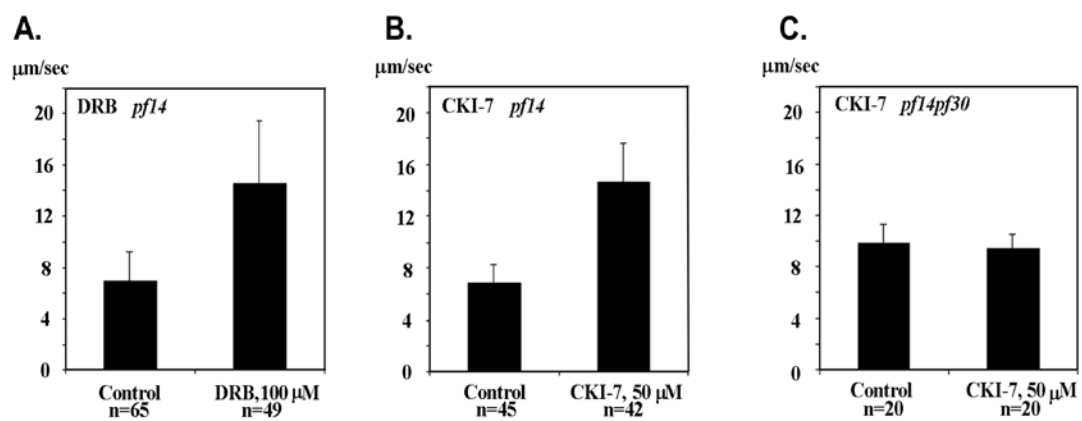 A.
μm/sec
DRB pf14
20
16
12
8
4
0
Control
n=65
DRB,100 μM
n=49
B.
μm/sec
CKI-7 pf14
20
16
12
8
4
0
Control
n=45
CKI-7, 50 μM
n=42
C.
μm/sec
CKI-7 pf14pf30
20
16
12
8
4
0
Control
n=20
CKI-7, 50 μM
n=20